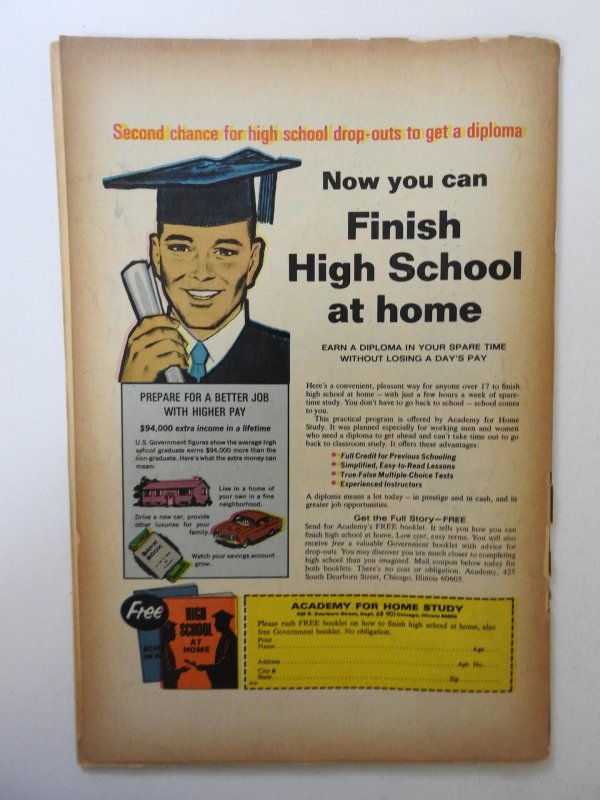 Second chance for high school drop-outs to get a diploma
Now you can
Finish
High School
at home
EARN A DIPLOMA IN YOUR SPARE TIME
WITHOUT LOSING A DAY'S PAY
PREPARE FOR A BETTER JOB
WITH HIGHER PAY
$94,000 extra income in a lifetime
U.S. Government figures show the average high
school graduate earns $94,000 more than the
non-graduate. Here's what the extra money can
mean:
Live in a home of
your own in a fine
neighborhood.
Drive a new car, provide
other luxuries for your
family.
BANK
BOOK
Watch your savings account
grow.
Here's a convenient, pleasant way for anyone over 17 to finish
high school at home — with just a few hours a week of spare-
time study. You don't have to go back to school — school comes
to you.
This practical program is offered by Academy for Home
Study. It was planned especially for working men and women
who need a diploma to get ahead and can't take time out to go
back to classroom study. It offers these advantages:
• Full Credit for Previous Schooling
• Simplified, Easy-to-Read Lessons
• True-False Multiple-Choice Tests
• Experienced Instructors
A diploma means a lot today — in prestige and in cash, and in
greater job opportunities.
Get the Full Story—FREE
Send for Academy's FREE booklet. It tells you how you can
finish high school at home. Low cost, easy terms. You will also
receive free a valuable Government booklet with advice for
drop-outs. You may discover you are much closer to completing
high school than you imagined. Mail coupon below today for
both booklets. There's no cost or obligation. Academy, 425
South Dearborn Street, Chicago, Illinois 60605.
Free
HIGH
SCHOOL
AT
HOME
ACADEMY FOR HOME STUDY
425 S. Dearborn Street, Dept. 68 90, Chicago, Illinois 60605
Please rush FREE booklet on how to finish high school at home, also
free Government booklet. No obligation.
Print
Name Age
Address Apt. No.
City &
State Zip